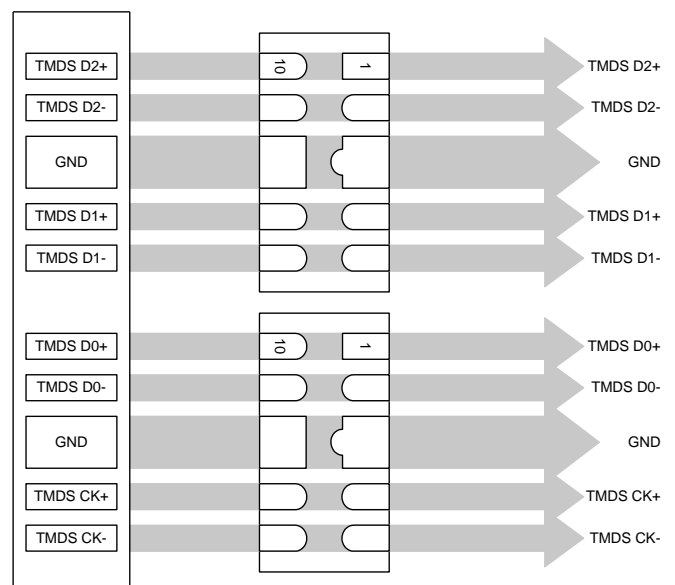 TMDS D2+ 10 1 TMDS D2+
TMDS D2- TMDS D2-
GND GND
TMDS D1+ TMDS D1+
TMDS D1- TMDS D1-
TMDS D0+ 10 1 TMDS D0+
TMDS D0- TMDS D0-
GND GND
TMDS CK+ TMDS CK+
TMDS CK- TMDS CK-